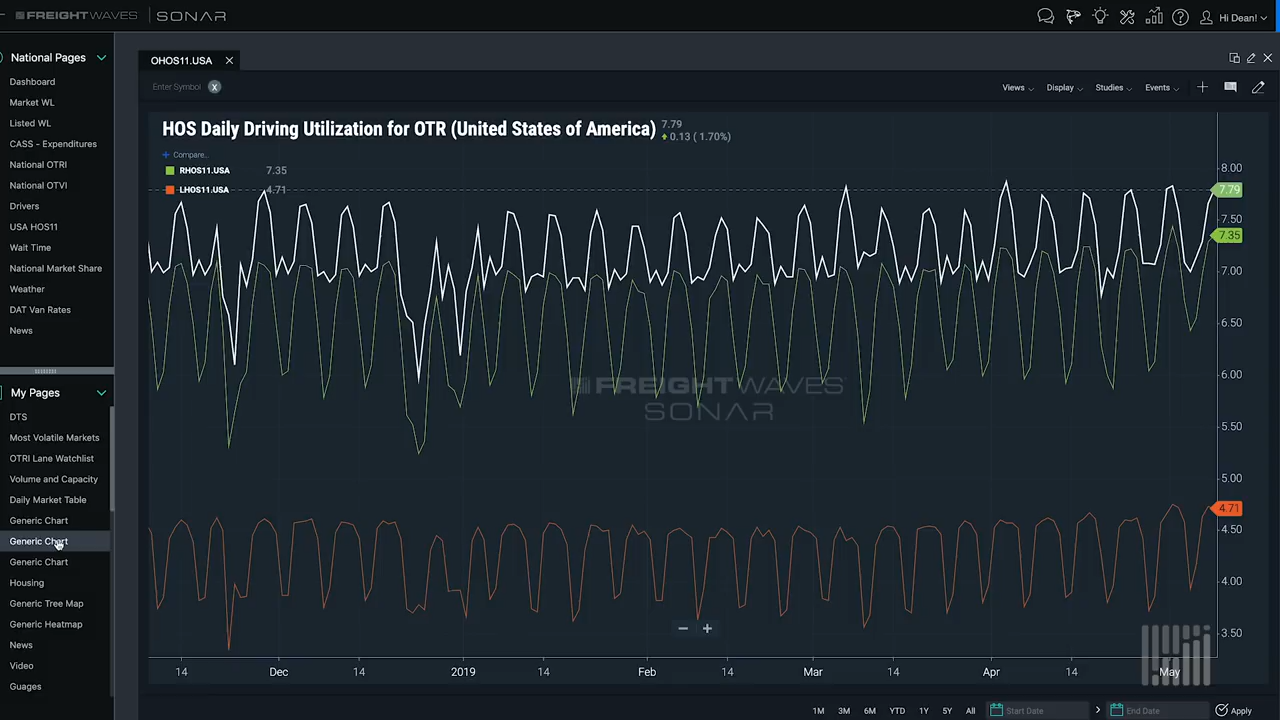 FREIGHTWAVES SONAR
Hi Dean!
National Pages
Dashboard
Market WL
Listed WL
CASS - Expenditures
National OTRI
National OTVI
Drivers
USA HOS11
Wait Time
National Market Share
Weather
DAT Van Rates
News
My Pages
DTS
Most Volatile Markets
OTRI Lane Watchlist
Volume and Capacity
Daily Market Table
Generic Chart
Generic Chart
Generic Chart
Housing
Generic Tree Map
Generic Heatmap
News
Video
Guages
OHOS11.USA
Enter Symbol
Views Display Studies Events
HOS Daily Driving Utilization for OTR (United States of America) 7.79
0.13 ( 1.70%)
+ Compare..
RHOS11.USA 7.35
LHOS11.USA 4.71
8.00
7.79
7.50
7.35
7.00
6.50
6.00
5.50
5.00
4.71
4.50
4.00
3.50
FREIGHTWAVES
SONAR
14 Dec 14 2019 14 Feb 14 Mar 14 Apr 14 May
1M 3M 6M YTD 1Y 5Y All Start Date End Date Apply